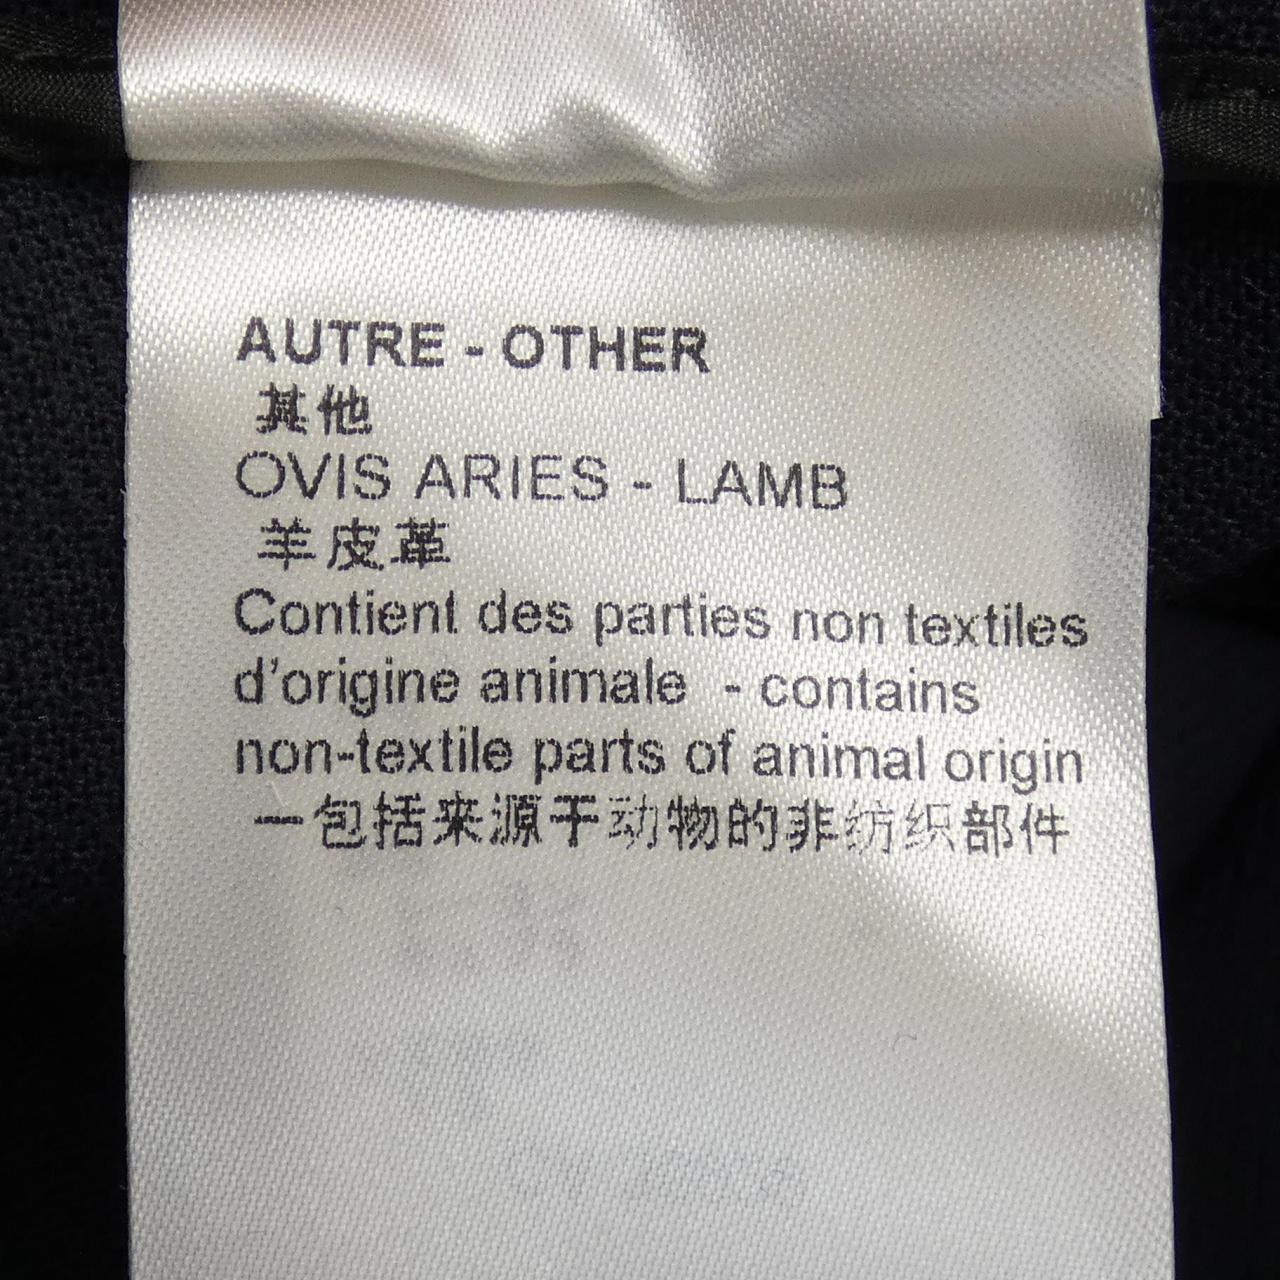 AUTRE - OTHER
其他
OVIS ARIES - LAMB
羊皮革
Contient des parties non textiles
d'origine animale - contains
non-textile parts of animal origin
一包括来源于动物的非纺织部件